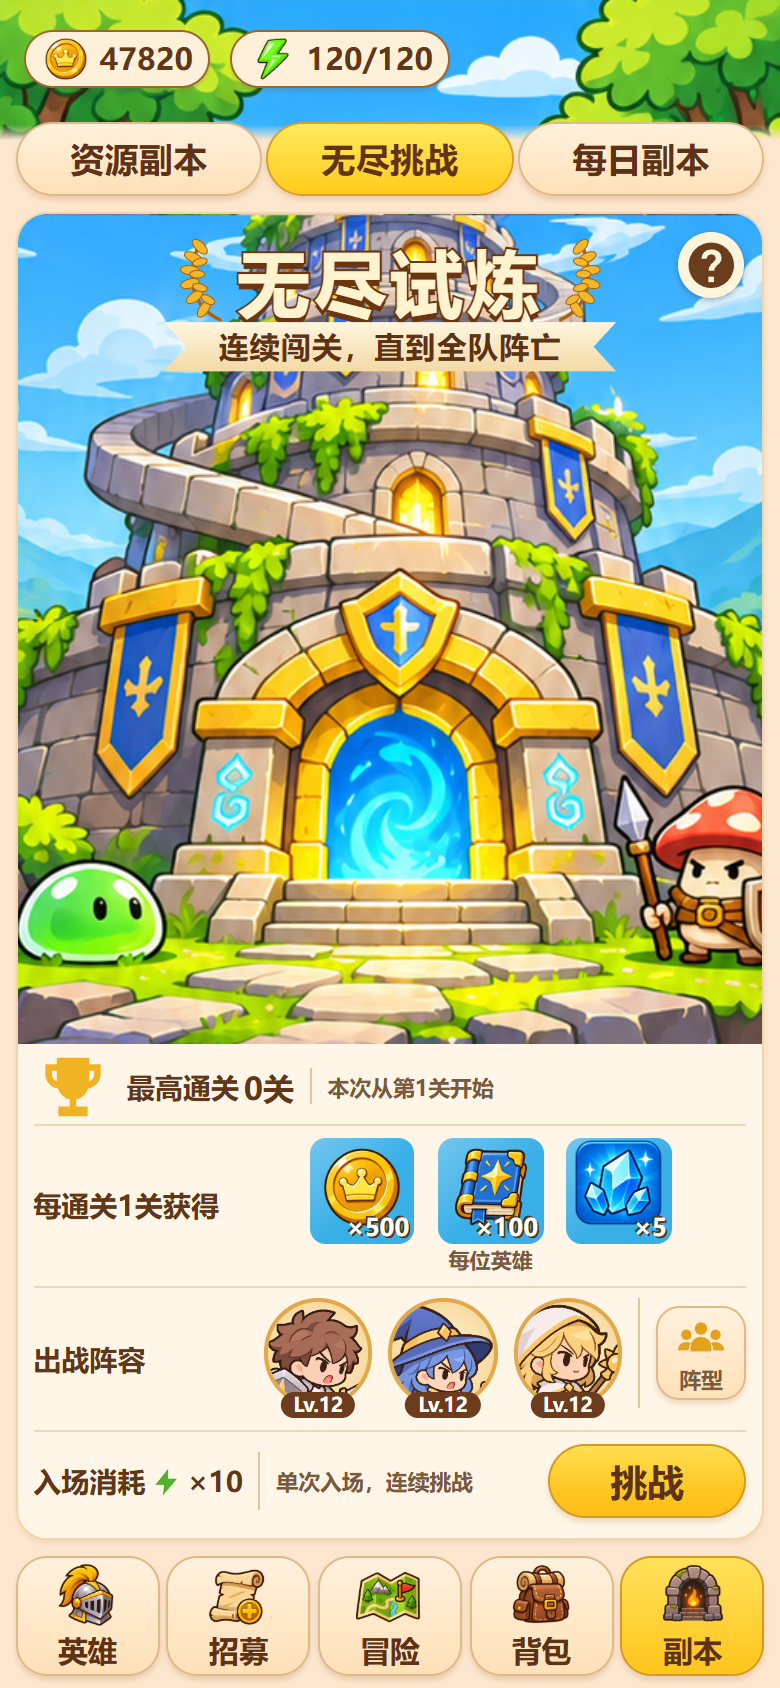 47820
120/120
资源副本
无尽挑战
每日副本
无尽试炼
?
连续闯关，直到全队阵亡
最高通关0关
本次从第1关开始
每通关1关获得
×500
×100
×5
每位英雄
出战阵容
Lv.12
Lv.12
Lv.12
阵型
入场消耗 ×10
单次入场，连续挑战
挑战
英雄
招募
冒险
背包
副本